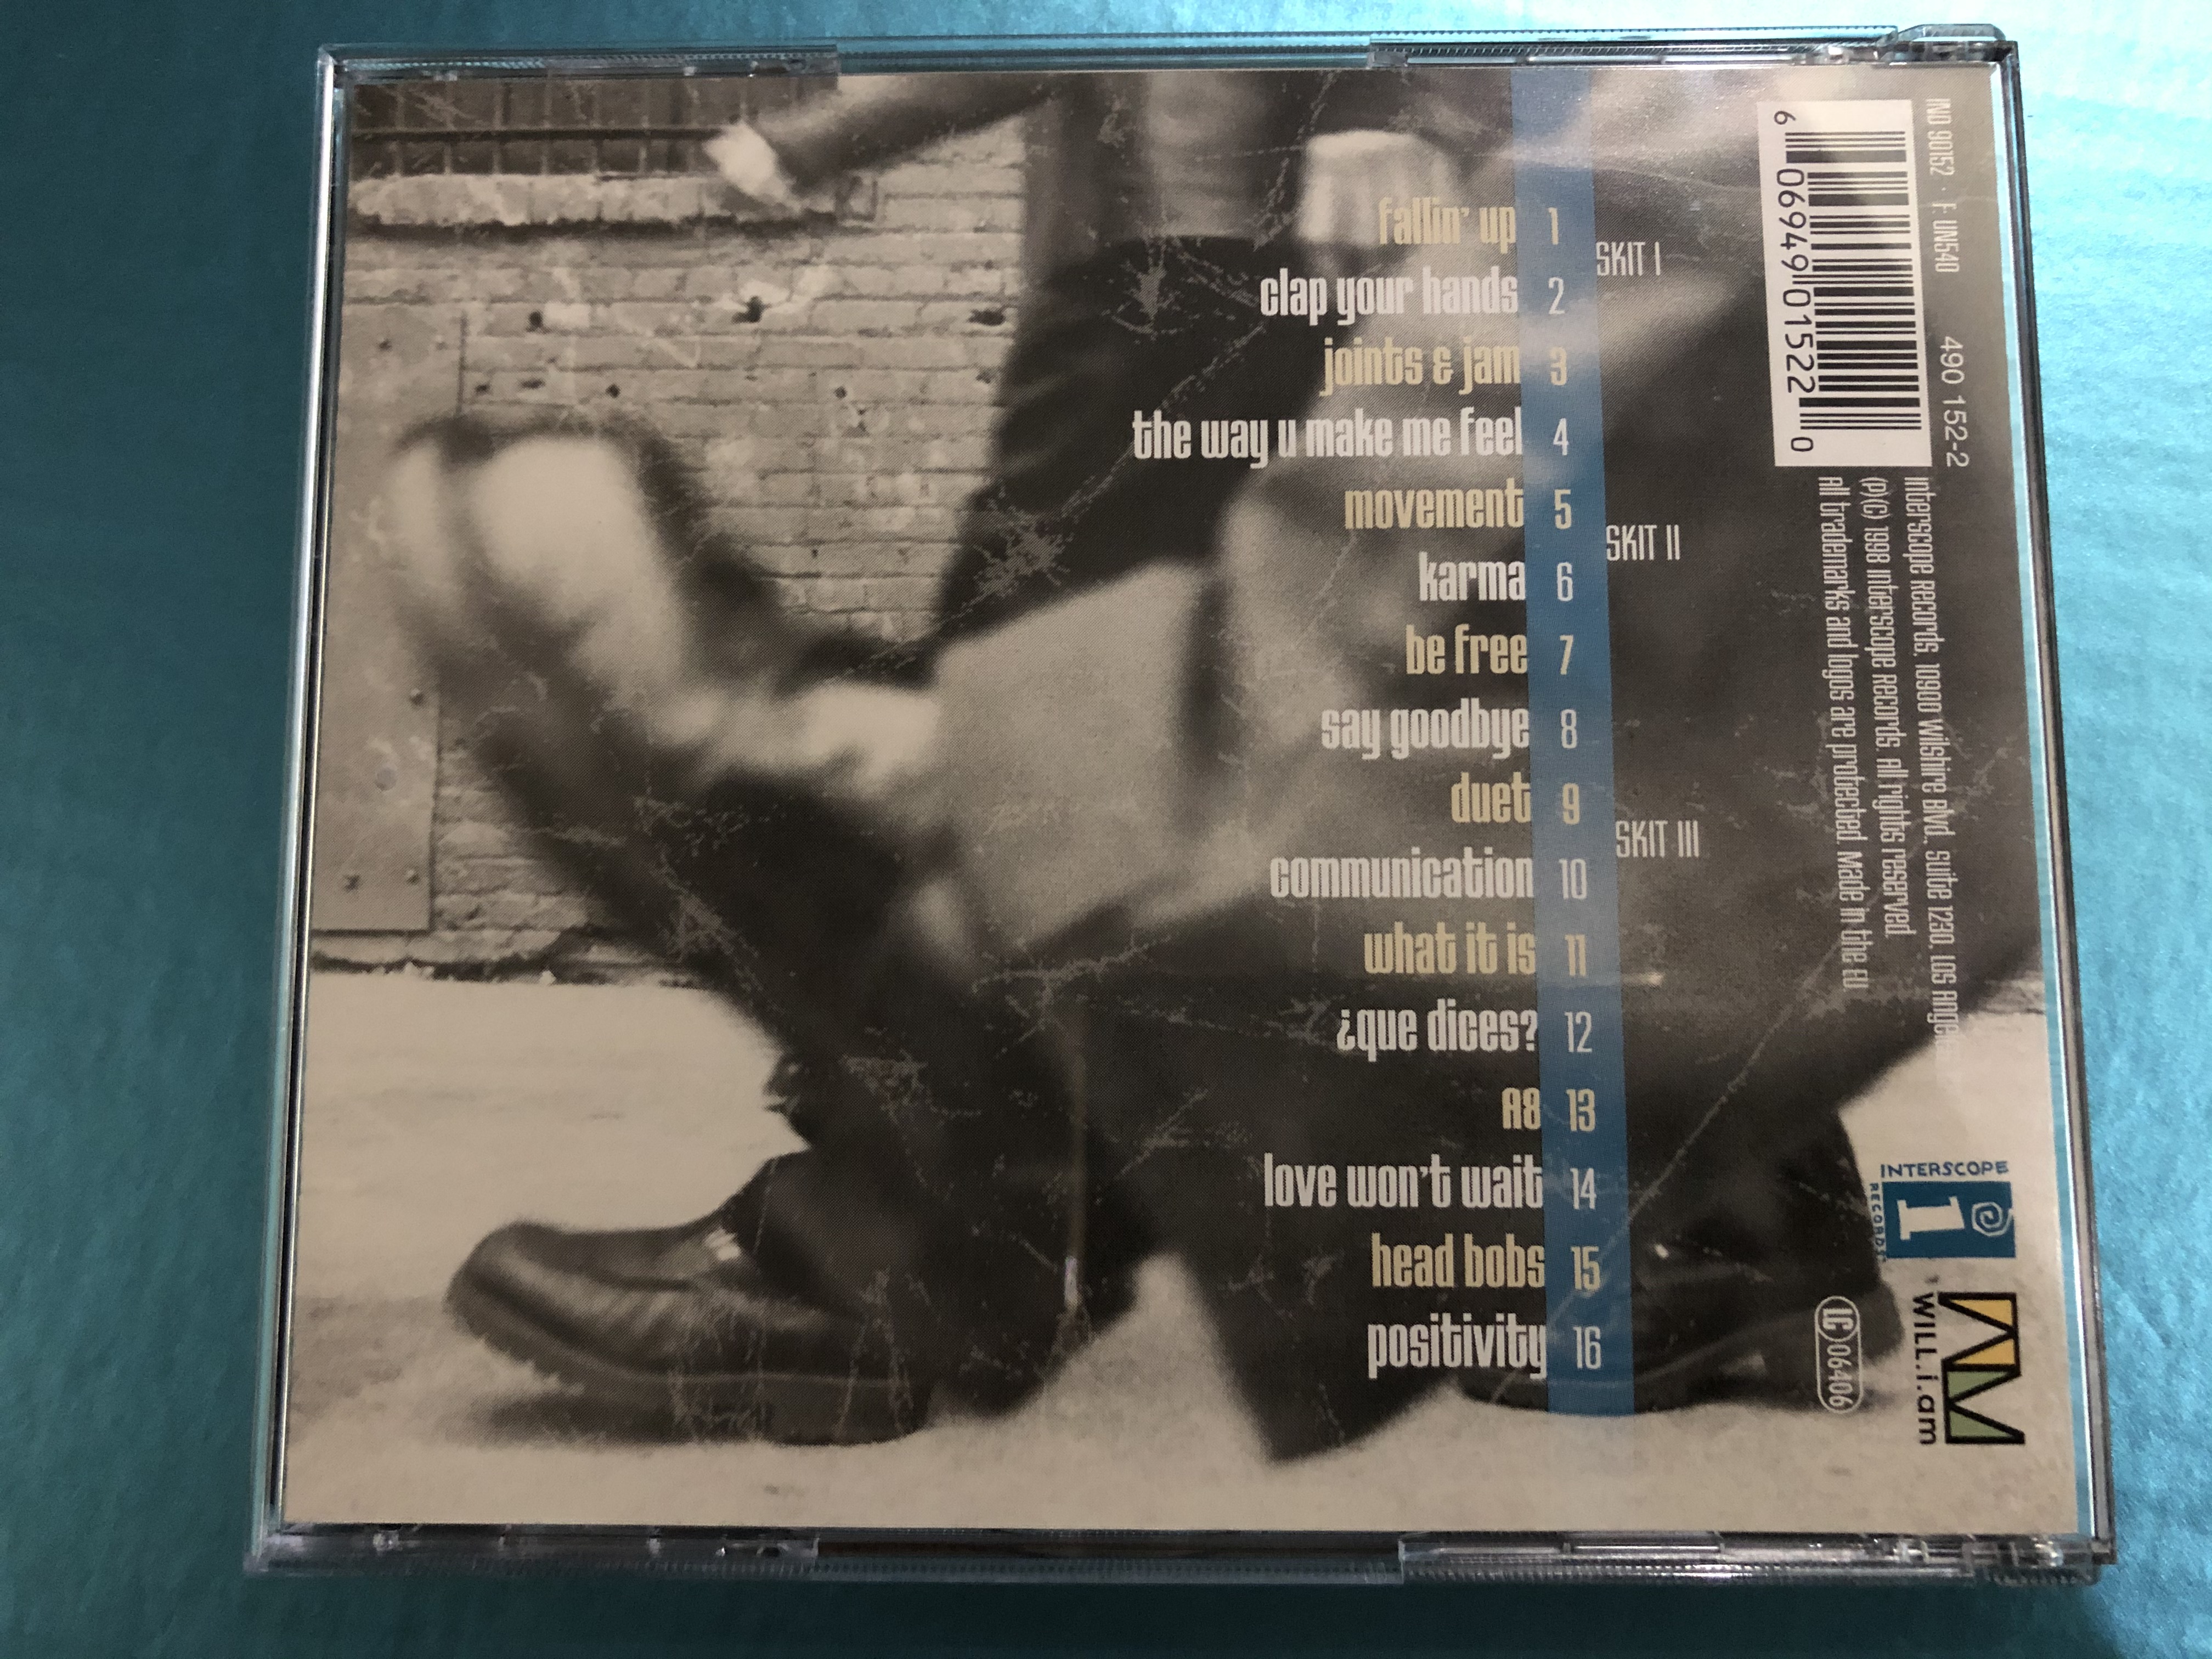 fallin' up 1
SKIT I
clap your hands 2
joints & jam 3
the way u make me feel 4
movement 5
SKIT II
karma 6
be free 7
say goodbye 8
duet 9
SKIT III
communication 10
what it is 11
¿que dices? 12
A8 13
love won't wait 14
head bobs 15
positivity 16
IND 90152 · F: UN540 490 152-2
6 06949 01522 0
Interscope Records, 10900 Wilshire Blvd., Suite 1230, Los Angeles
(P)(C) 1998 Interscope Records. All rights reserved.
All trademarks and logos are protected. Made in the EU
INTERSCOPE
RECORDS
i
will.i.am
LC 06406